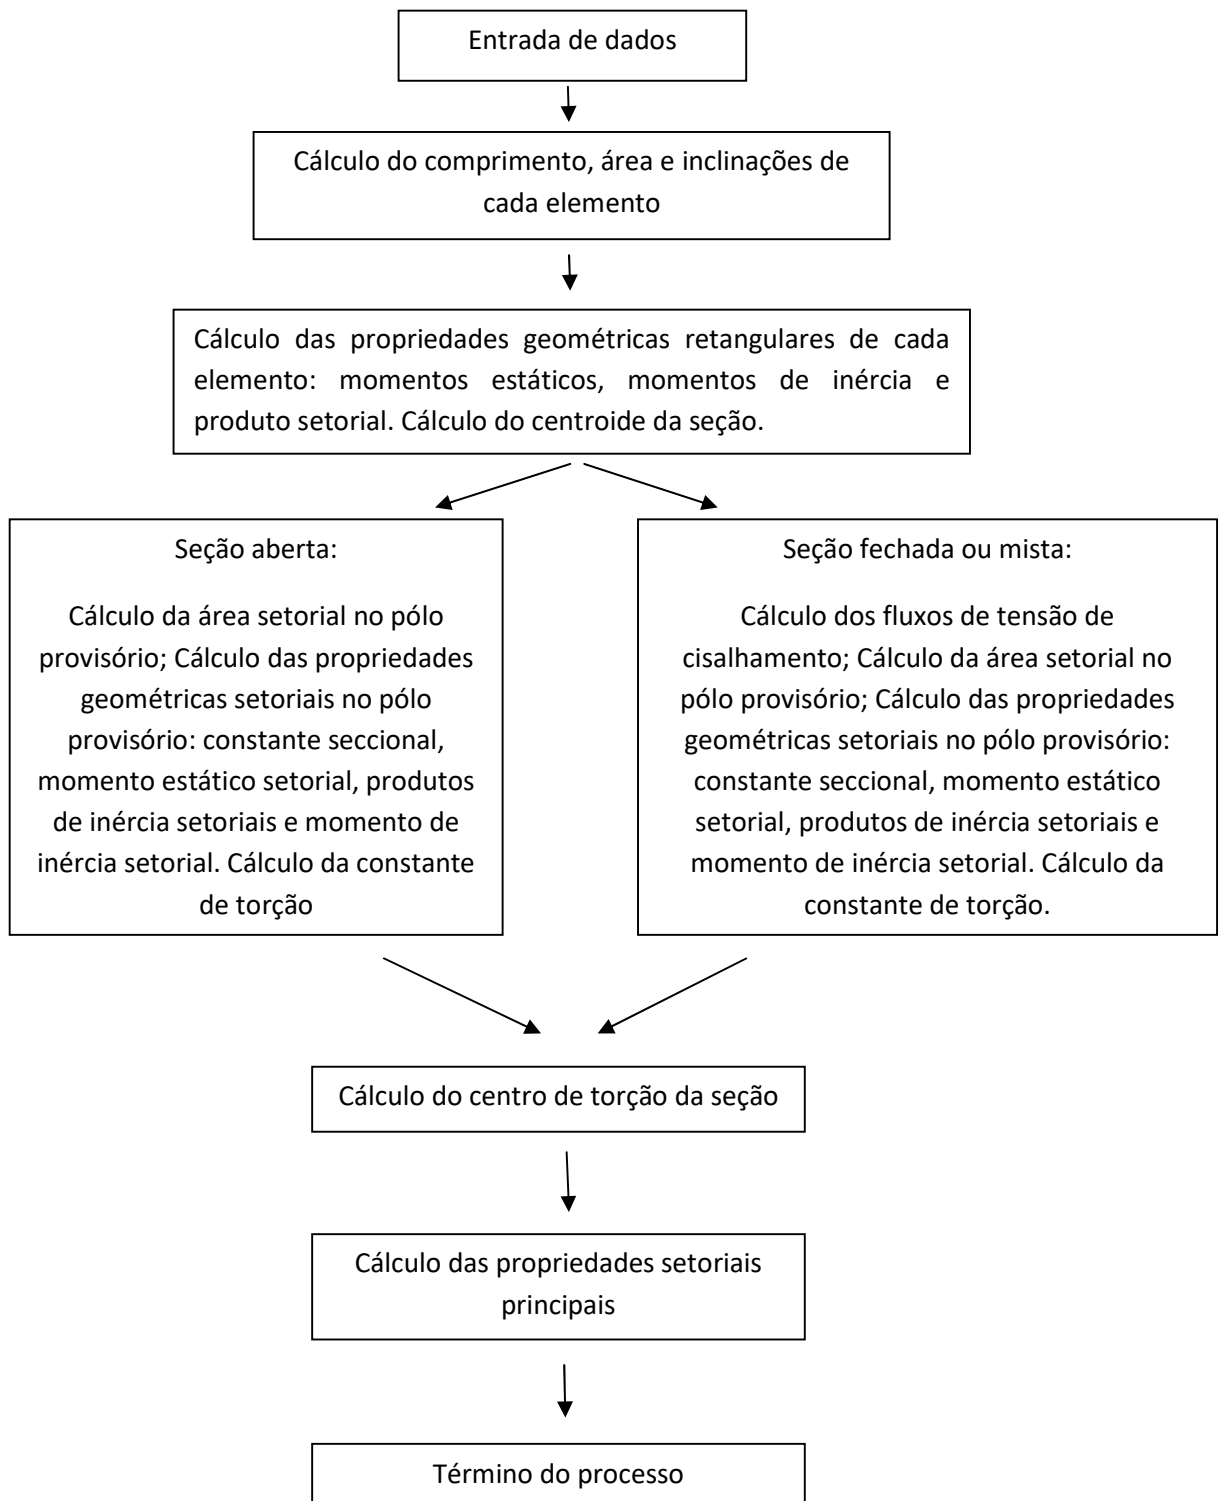 Entrada de dados
Cálculo do comprimento, área e inclinações de
cada elemento
Cálculo das propriedades geométricas retangulares de cada
elemento: momentos estáticos, momentos de inércia e
produto setorial. Cálculo do centroide da seção.
Seção aberta:
Cálculo da área setorial no pólo
provisório; Cálculo das propriedades
geométricas setoriais no pólo
provisório: constante seccional,
momento estático setorial, produtos
de inércia setoriais e momento de
inércia setorial. Cálculo da constante
de torção
Seção fechada ou mista:
Cálculo dos fluxos de tensão de
cisalhamento; Cálculo da área setorial no
pólo provisório; Cálculo das propriedades
geométricas setoriais no pólo provisório:
constante seccional, momento estático
setorial, produtos de inércia setoriais e
momento de inércia setorial. Cálculo da
constante de torção.
Cálculo do centro de torção da seção
Cálculo das propriedades setoriais
principais
Término do processo